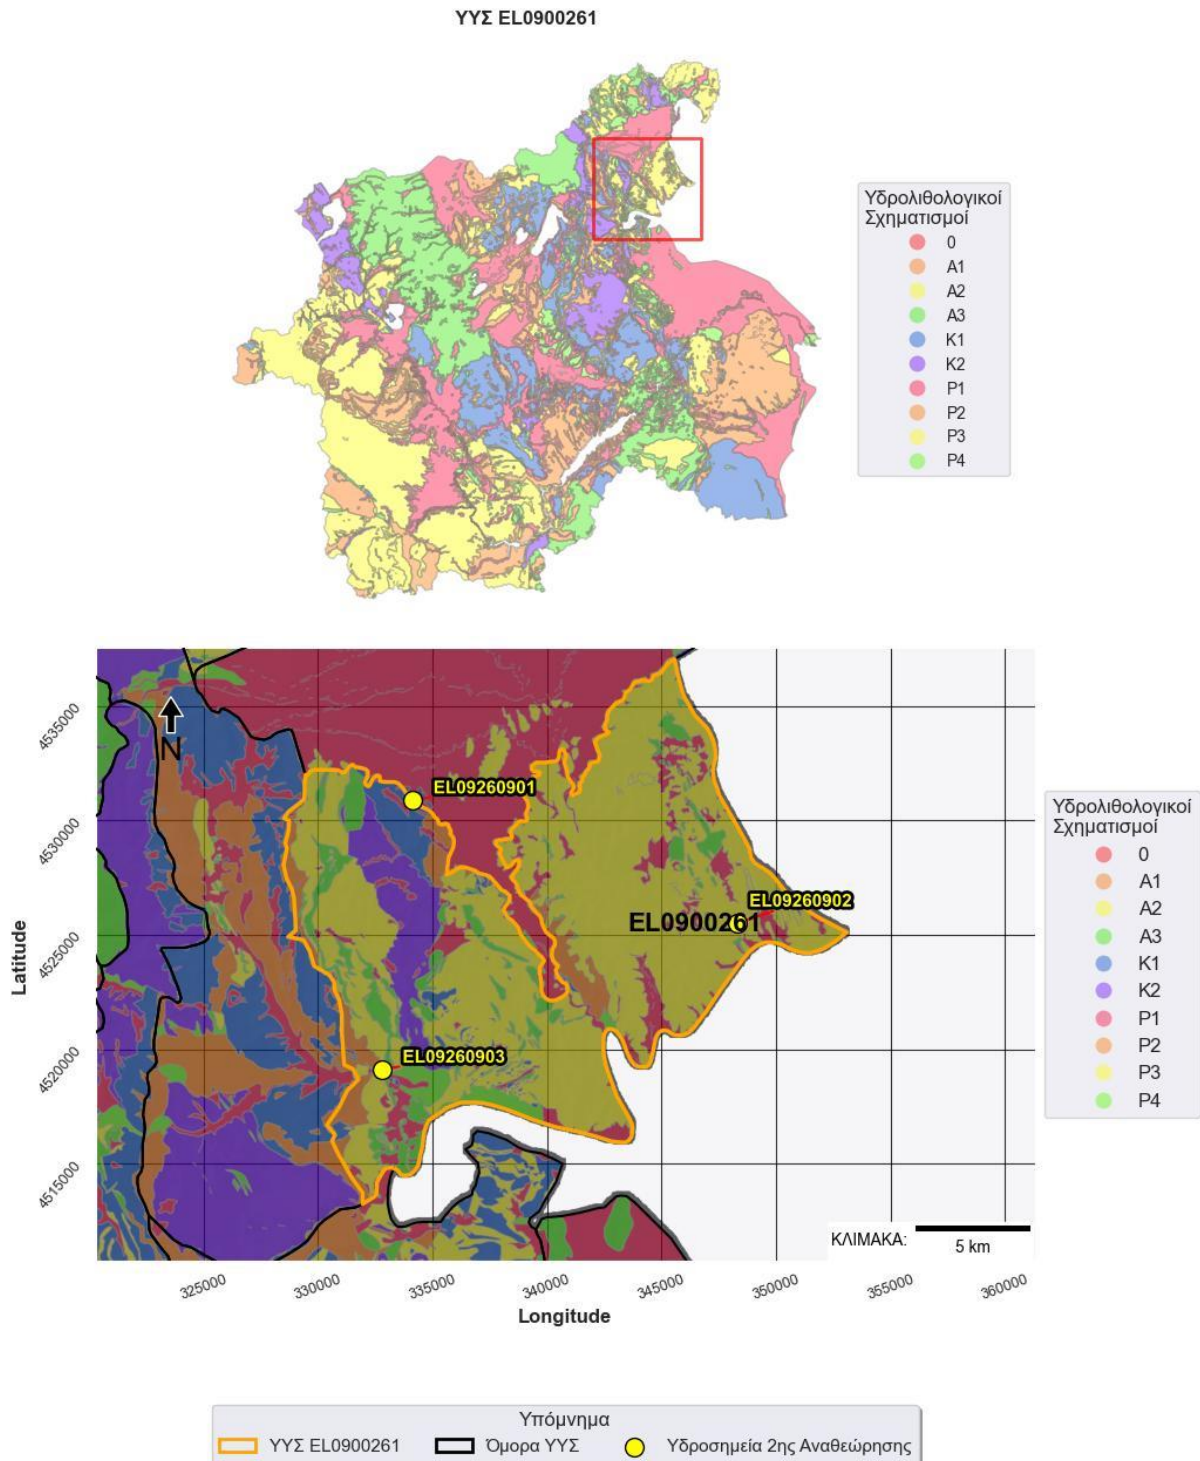 ΥΥΣ EL0900261
Υδρολιθολογικοί
Σχηματισμοί
0
A1
A2
A3
K1
K2
P1
P2
P3
P4
4535000
4530000
4525000
4520000
4515000
Latitude
N
EL09260901
EL09260902
EL0900261
EL09260903
ΚΛΙΜΑΚΑ:
5 km
325000
330000
335000
340000
345000
350000
355000
360000
Longitude
Υδρολιθολογικοί
Σχηματισμοί
0
A1
A2
A3
K1
K2
P1
P2
P3
P4
Υπόμνημα
ΥΥΣ EL0900261
Όμορα ΥΥΣ
Υδροσημεία 2ης Αναθεώρησης